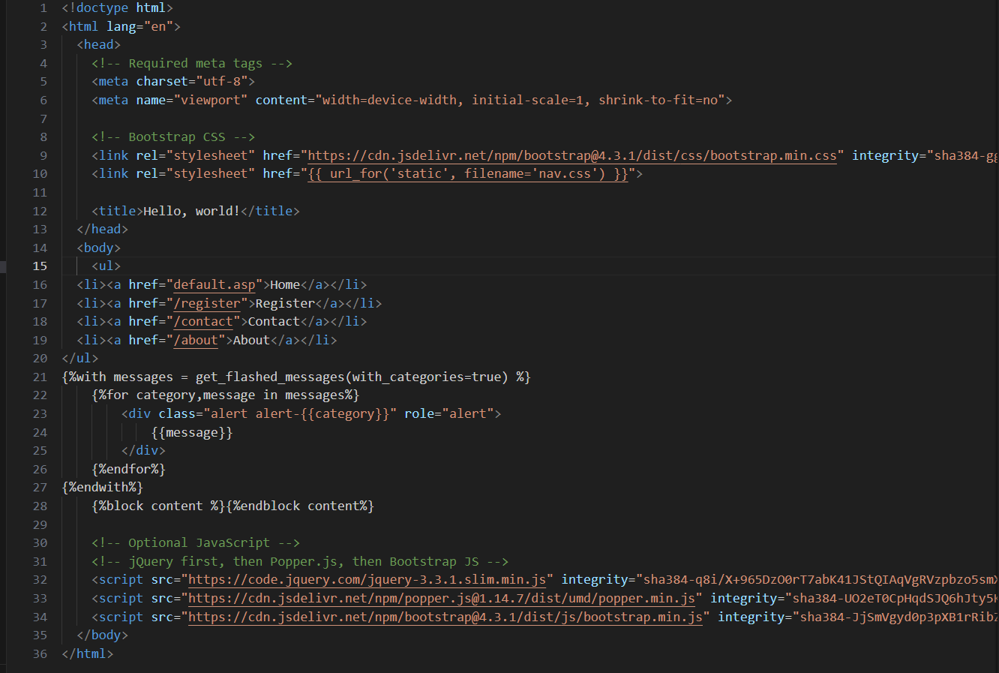 1 <!doctype html>
2 <html lang="en">
3 <head>
4 <!-- Required meta tags -->
5 <meta charset="utf-8">
6 <meta name="viewport" content="width=device-width, initial-scale=1, shrink-to-fit=no">
7
8 <!-- Bootstrap CSS -->
9 <link rel="stylesheet" href="https://cdn.jsdelivr.net/npm/bootstrap@4.3.1/dist/css/bootstrap.min.css" integrity="sha384-gg
10 <link rel="stylesheet" href="{{ url_for('static', filename='nav.css') }}">
11
12 <title>Hello, world!</title>
13 </head>
14 <body>
15 <ul>
16 <li><a href="default.asp">Home</a></li>
17 <li><a href="/register">Register</a></li>
18 <li><a href="/contact">Contact</a></li>
19 <li><a href="/about">About</a></li>
20 </ul>
21 {%with messages = get_flashed_messages(with_categories=true) %}
22 {%for category,message in messages%}
23 <div class="alert alert-{{category}}" role="alert">
24 {{message}}
25 </div>
26 {%endfor%}
27 {%endwith%}
28 {%block content %}{%endblock content%}
29
30 <!-- Optional JavaScript -->
31 <!-- jQuery first, then Popper.js, then Bootstrap JS -->
32 <script src="https://code.jquery.com/jquery-3.3.1.slim.min.js" integrity="sha384-q8i/X+965DzO0rT7abK41JStQIAqVgRVzpbzo5smX
33 <script src="https://cdn.jsdelivr.net/npm/popper.js@1.14.7/dist/umd/popper.min.js" integrity="sha384-UO2eT0CpHqdSJQ6hJty5K
34 <script src="https://cdn.jsdelivr.net/npm/bootstrap@4.3.1/dist/js/bootstrap.min.js" integrity="sha384-JjSmVgyd0p3pXB1rRibZ
35 </body>
36 </html>